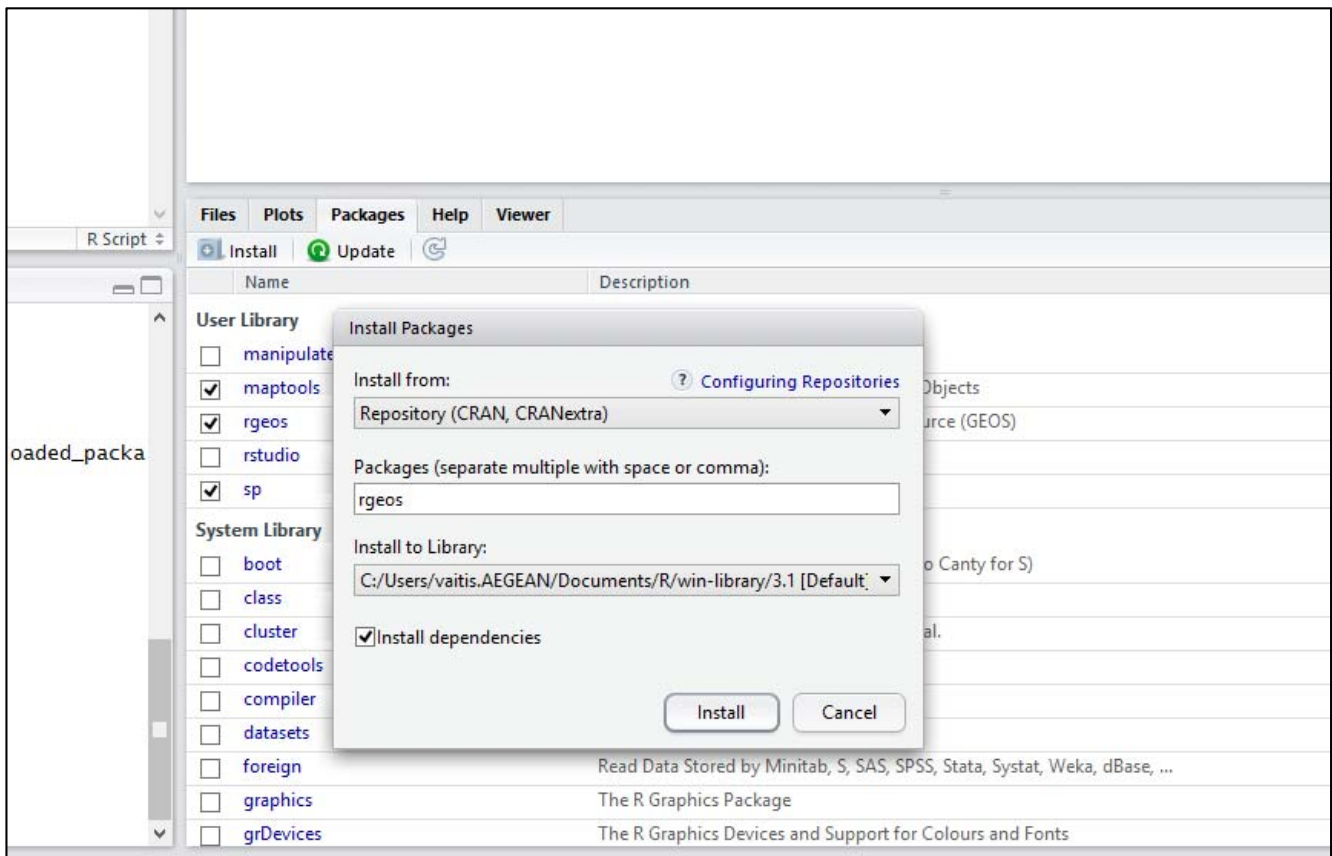 Files Plots Packages Help Viewer
R Script
Install Update
Name Description
User Library
manipulate
maptools Objects
rgeos urce (GEOS)
rstudio
sp
oaded_packa
System Library
boot o Canty for S)
class
cluster al.
codetools
compiler
datasets
foreign Read Data Stored by Minitab, S, SAS, SPSS, Stata, Systat, Weka, dBase, ...
graphics The R Graphics Package
grDevices The R Graphics Devices and Support for Colours and Fonts
Install Packages
Install from: ? Configuring Repositories
Repository (CRAN, CRANextra)
Packages (separate multiple with space or comma):
rgeos
Install to Library:
C:/Users/vaitis.AEGEAN/Documents/R/win-library/3.1 [Default]
Install dependencies
Install Cancel